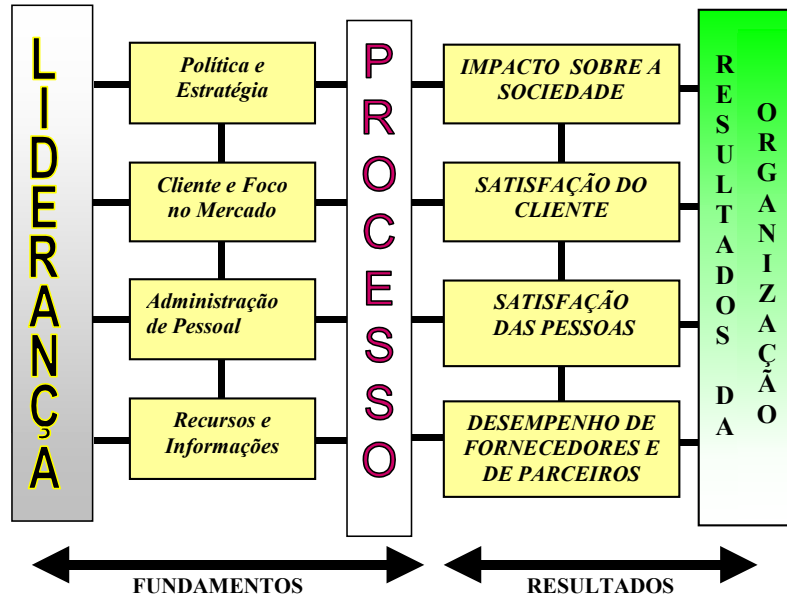 LIDERANÇA
Política e
Estratégia
Cliente e Foco
no Mercado
Administração
de Pessoal
Recursos e
Informações
PROCESSO
IMPACTO SOBRE A
SOCIEDADE
SATISFAÇÃO DO
CLIENTE
SATISFAÇÃO
DAS PESSOAS
DESEMPENHO DE
FORNECEDORES E
DE PARCEIROS
RESULTADOS DA
ORGANIZAÇÃO
FUNDAMENTOS
RESULTADOS